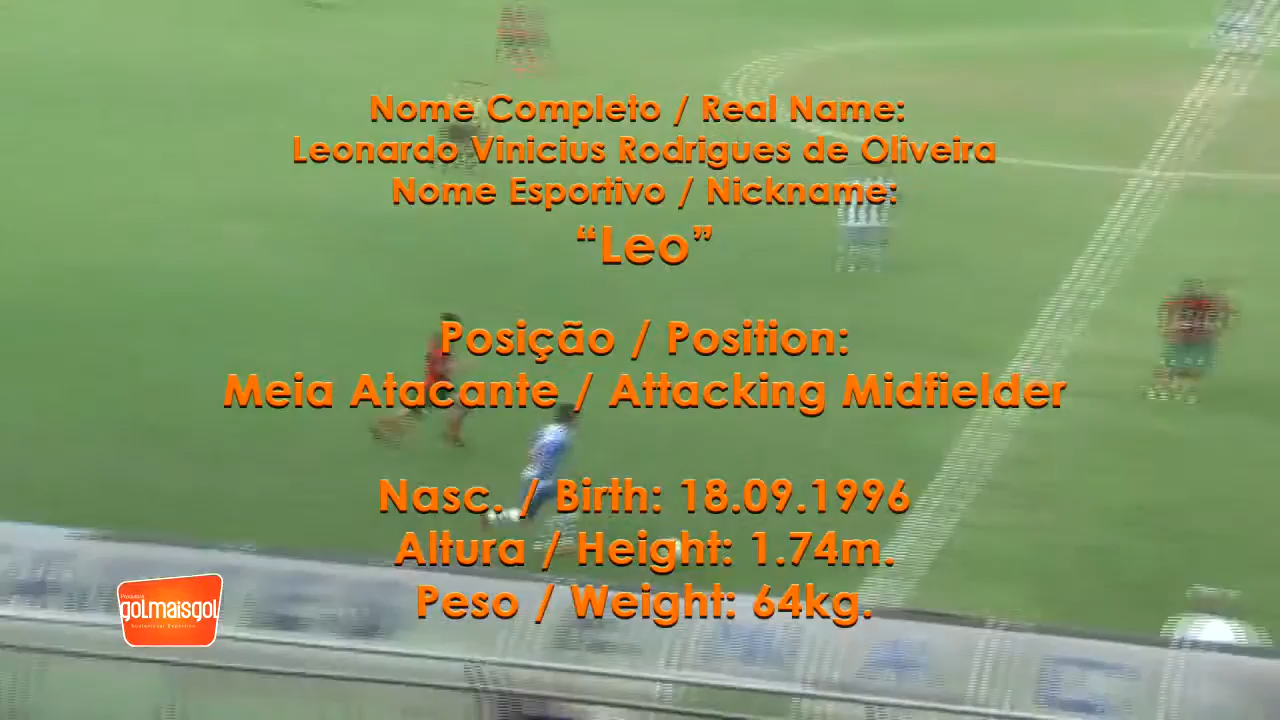 Nome Completo / Real Name:
Leonardo Vinicius Rodrigues de Oliveira
Nome Esportivo / Nickname:
“Leo”
Posição / Position:
Meia Atacante / Attacking Midfielder
Nasc. / Birth: 18.09.1996
Altura / Height: 1.74m.
Peso / Weight: 64kg.
Produtora
golmaisgol